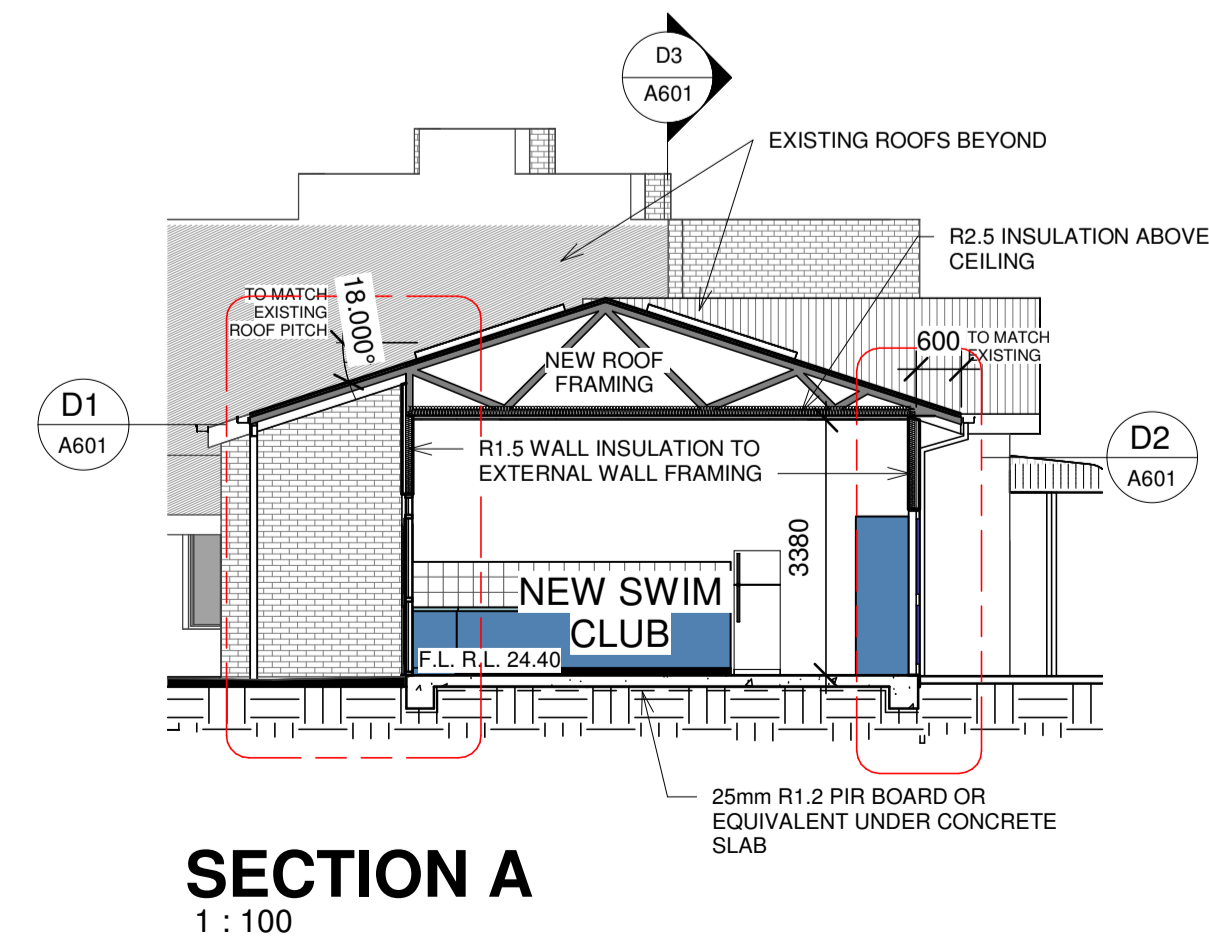 D3
A601
EXISTING ROOFS BEYOND
R2.5 INSULATION ABOVE
CEILING
TO MATCH
EXISTING
ROOF PITCH
18.000°
600
TO MATCH
EXISTING
NEW ROOF
FRAMING
D1
A601
R1.5 WALL INSULATION TO
EXTERNAL WALL FRAMING
D2
A601
3380
NEW SWIM
CLUB
F.L. R.L. 24.40
25mm R1.2 PIR BOARD OR
EQUIVALENT UNDER CONCRETE
SLAB
SECTION A
1 : 100